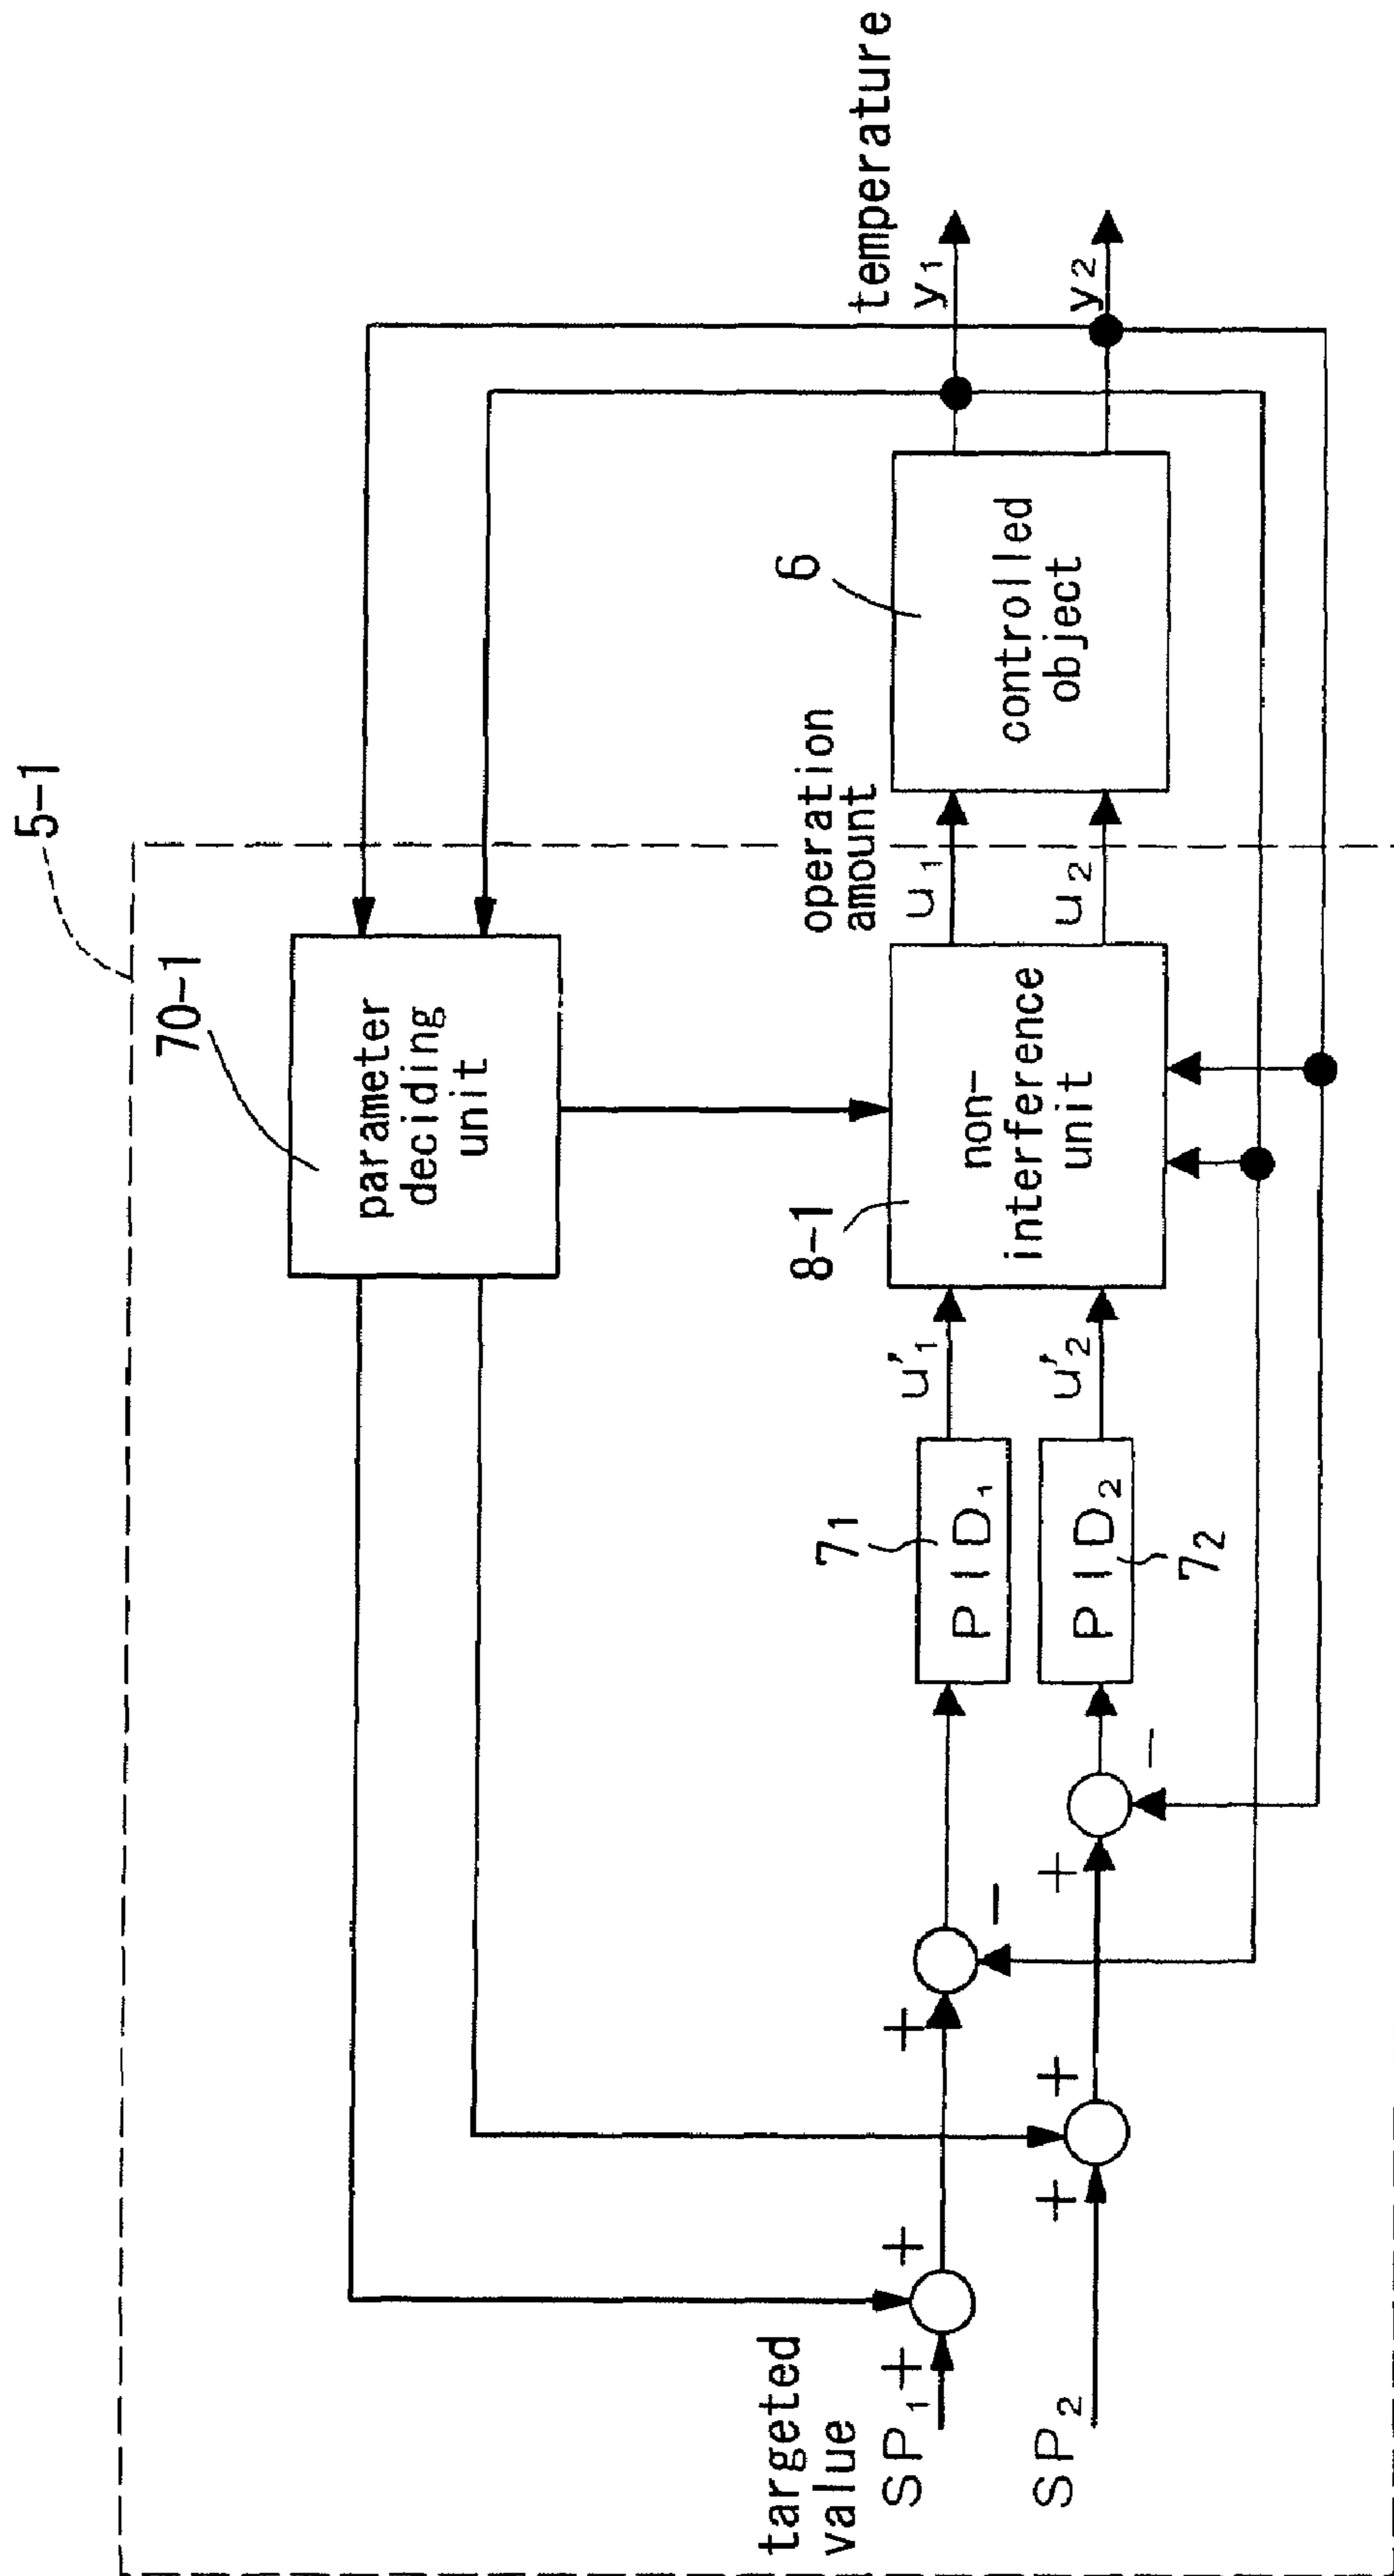 5-1
70-1
parameter
deciding
unit
temperature
y1
y2
6
controlled
object
operation
amount
u1
u2
8-1
non-
interference
unit
u'1
u'2
71
PID1
PID2
72
-
-
+
+
+
+
+
+
targeted
value
SP1
SP2